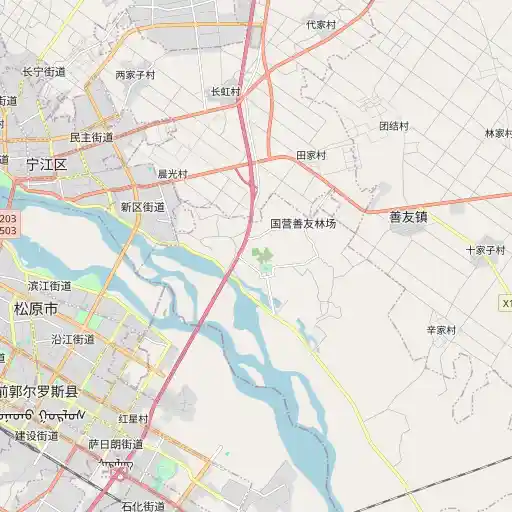 代家村
长宁街道
两家子村
长虹村
团结村
林家村
民主街道
田家村
宁江区
晨光村
新区街道
善友镇
203
503
国营善友林场
十家子村
滨江街道
松原市
X1
辛家村
沿江街道
前郭尔罗斯县
红星村
建设街道
萨日朗街道
石化街道